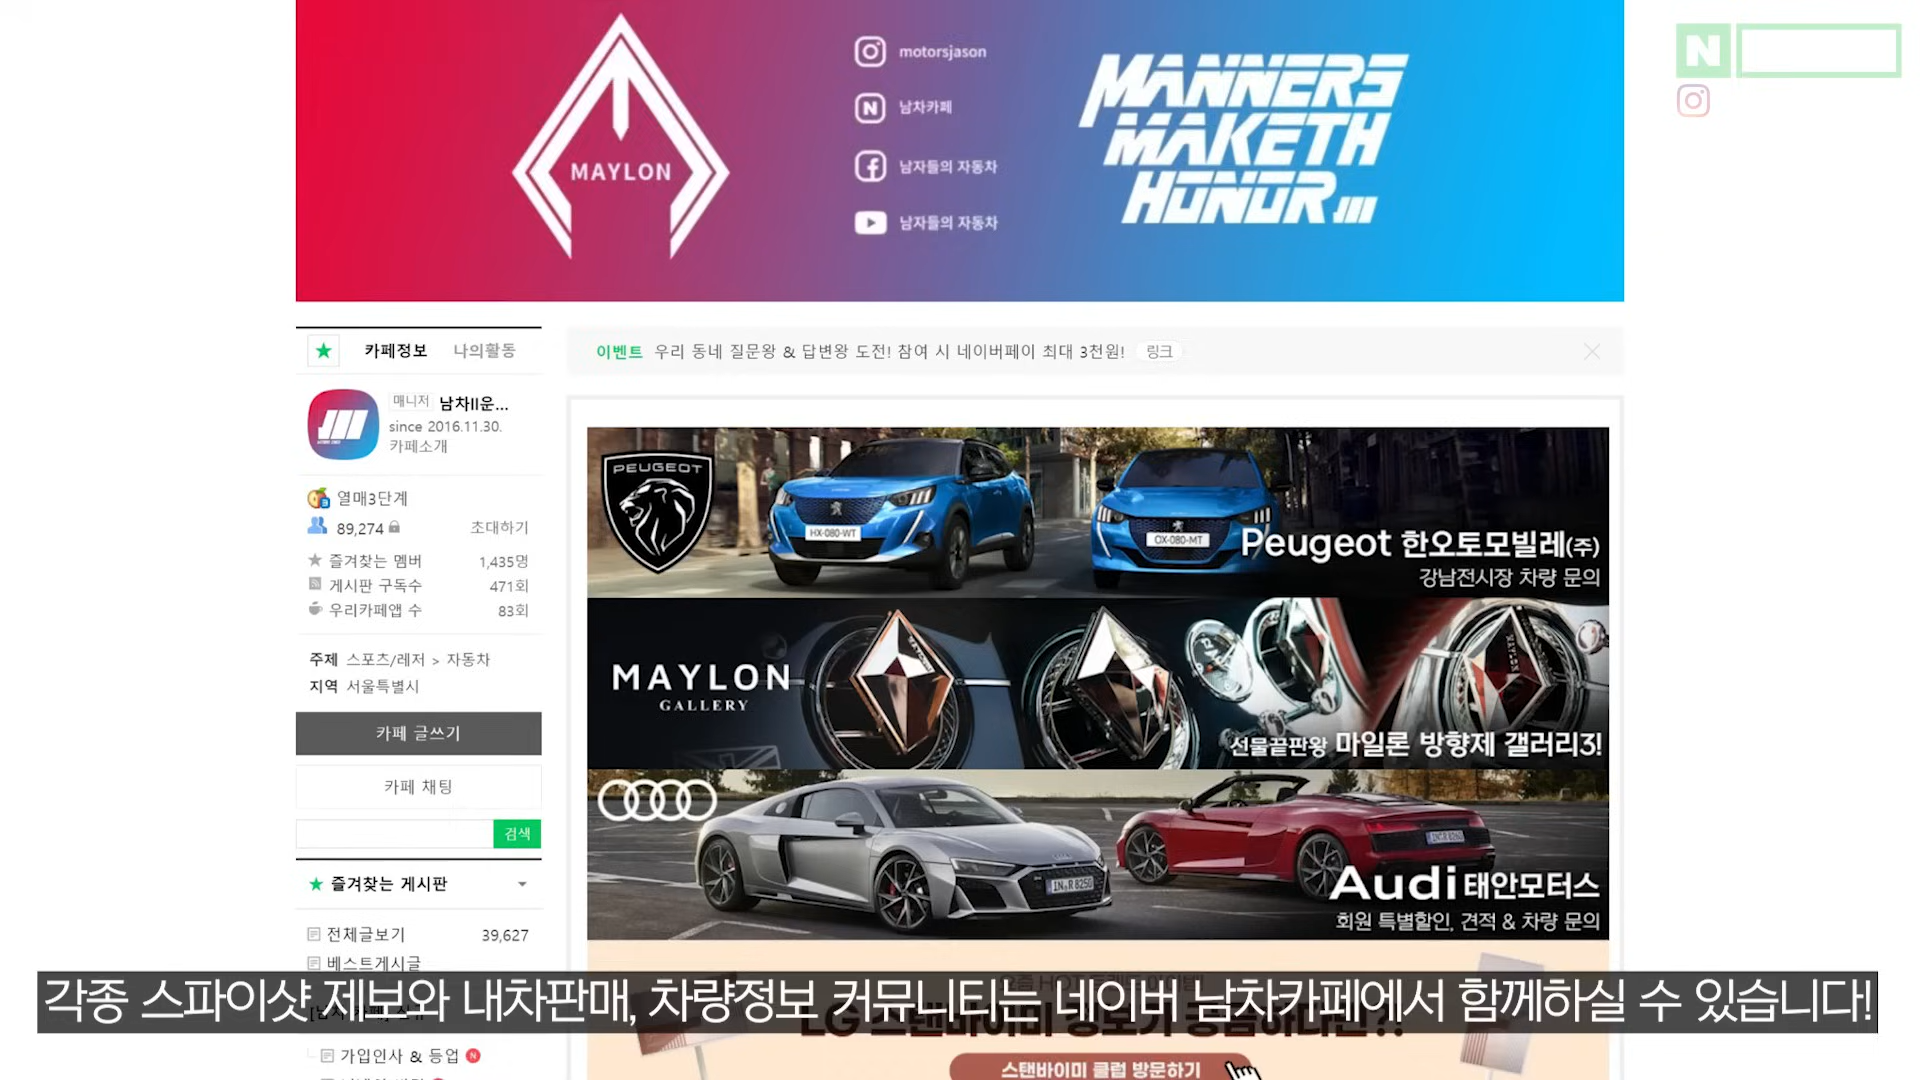 MAYLON
motorsjason
남차카페
남자들의 자동차
남자들의 자동차
MANNERS
MAKETH
HONOR
N
카페정보 나의활동
이벤트 우리 동네 질문왕 & 답변왕 도전! 참여 시 네이버페이 최대 3천원! 링크
매니저 남차||운...
since 2016.11.30.
카페소개
열매3단계
89,274 초대하기
즐겨찾는 멤버 1,435명
게시판 구독수 471회
우리카페앱 수 83회
주제 스포츠/레저 > 자동차
지역 서울특별시
카페 글쓰기
카페 채팅
검색
즐겨찾는 게시판
전체글보기 39,627
베스트게시글
가입인사 & 등업 N
PEUGEOT
HX-080-WT
OX-080-MT
Peugeot 한오토모빌레(주)
강남전시장 차량 문의
MAYLON
GALLERY
선물끝판왕 마일론 방향제 갤러리3!
IN R 8250
IN R 8260
Audi 태안모터스
회원 특별할인, 견적 & 차량 문의
각종 스파이샷 제보와 내차판매, 차량정보 커뮤니티는 네이버 남차카페에서 함께하실 수 있습니다!
스탠바이미 클럽 방문하기